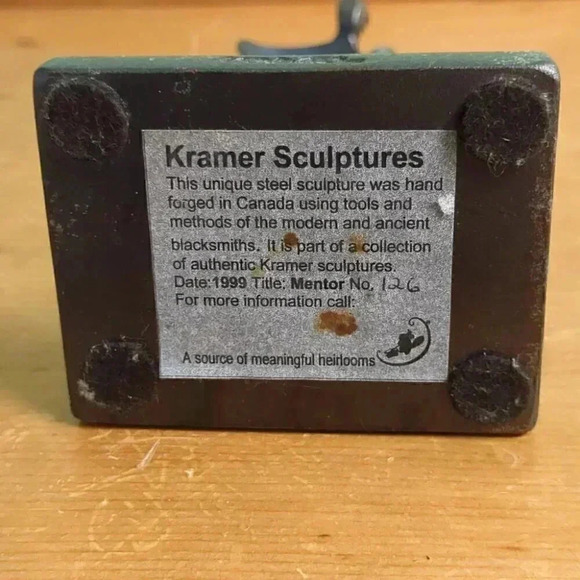 Kramer Sculptures
This unique steel sculpture was hand
forged in Canada using tools and
methods of the modern and ancient
blacksmiths. It is part of a collection
of authentic Kramer sculptures.
Date:1999 Title: Mentor No. 126
For more information call:
A source of meaningful heirlooms